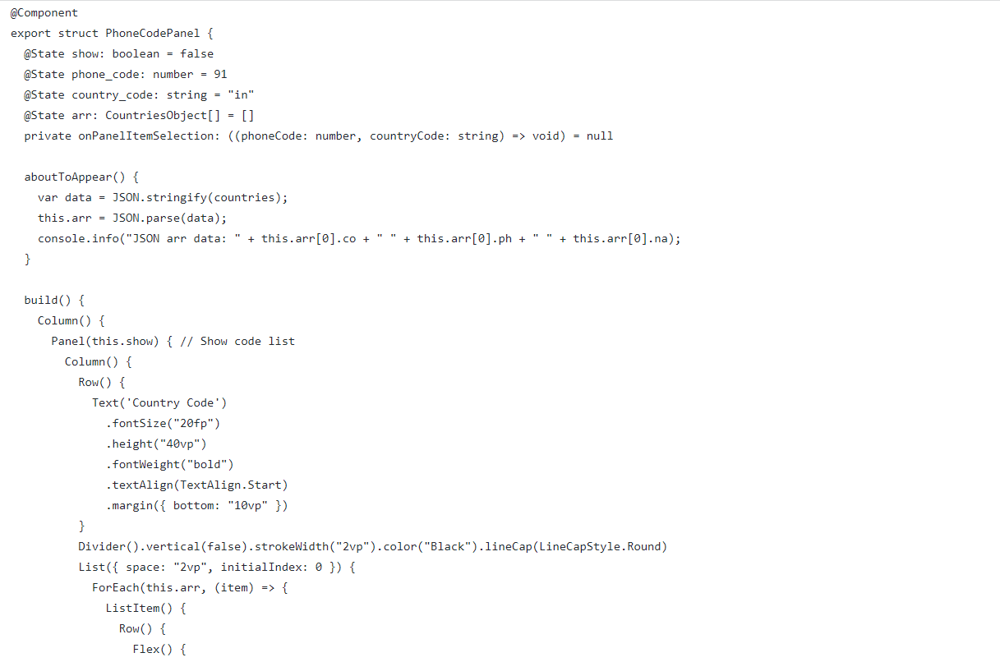 @Component
export struct PhoneCodePanel {
  @State show: boolean = false
  @State phone_code: number = 91
  @State country_code: string = "in"
  @State arr: CountriesObject[] = []
  private onPanelItemSelection: ((phoneCode: number, countryCode: string) => void) = null

  aboutToAppear() {
    var data = JSON.stringify(countries);
    this.arr = JSON.parse(data);
    console.info("JSON arr data: " + this.arr[0].co + " " + this.arr[0].ph + " " + this.arr[0].na);
  }

  build() {
    Column() {
      Panel(this.show) { // Show code list
        Column() {
          Row() {
            Text('Country Code')
              .fontSize("20fp")
              .height("40vp")
              .fontWeight("bold")
              .textAlign(TextAlign.Start)
              .margin({ bottom: "10vp" })
          }
          Divider().vertical(false).strokeWidth("2vp").color("Black").lineCap(LineCapStyle.Round)
          List({ space: "2vp", initialIndex: 0 }) {
            ForEach(this.arr, (item) => {
              ListItem() {
                Row() {
                  Flex() {